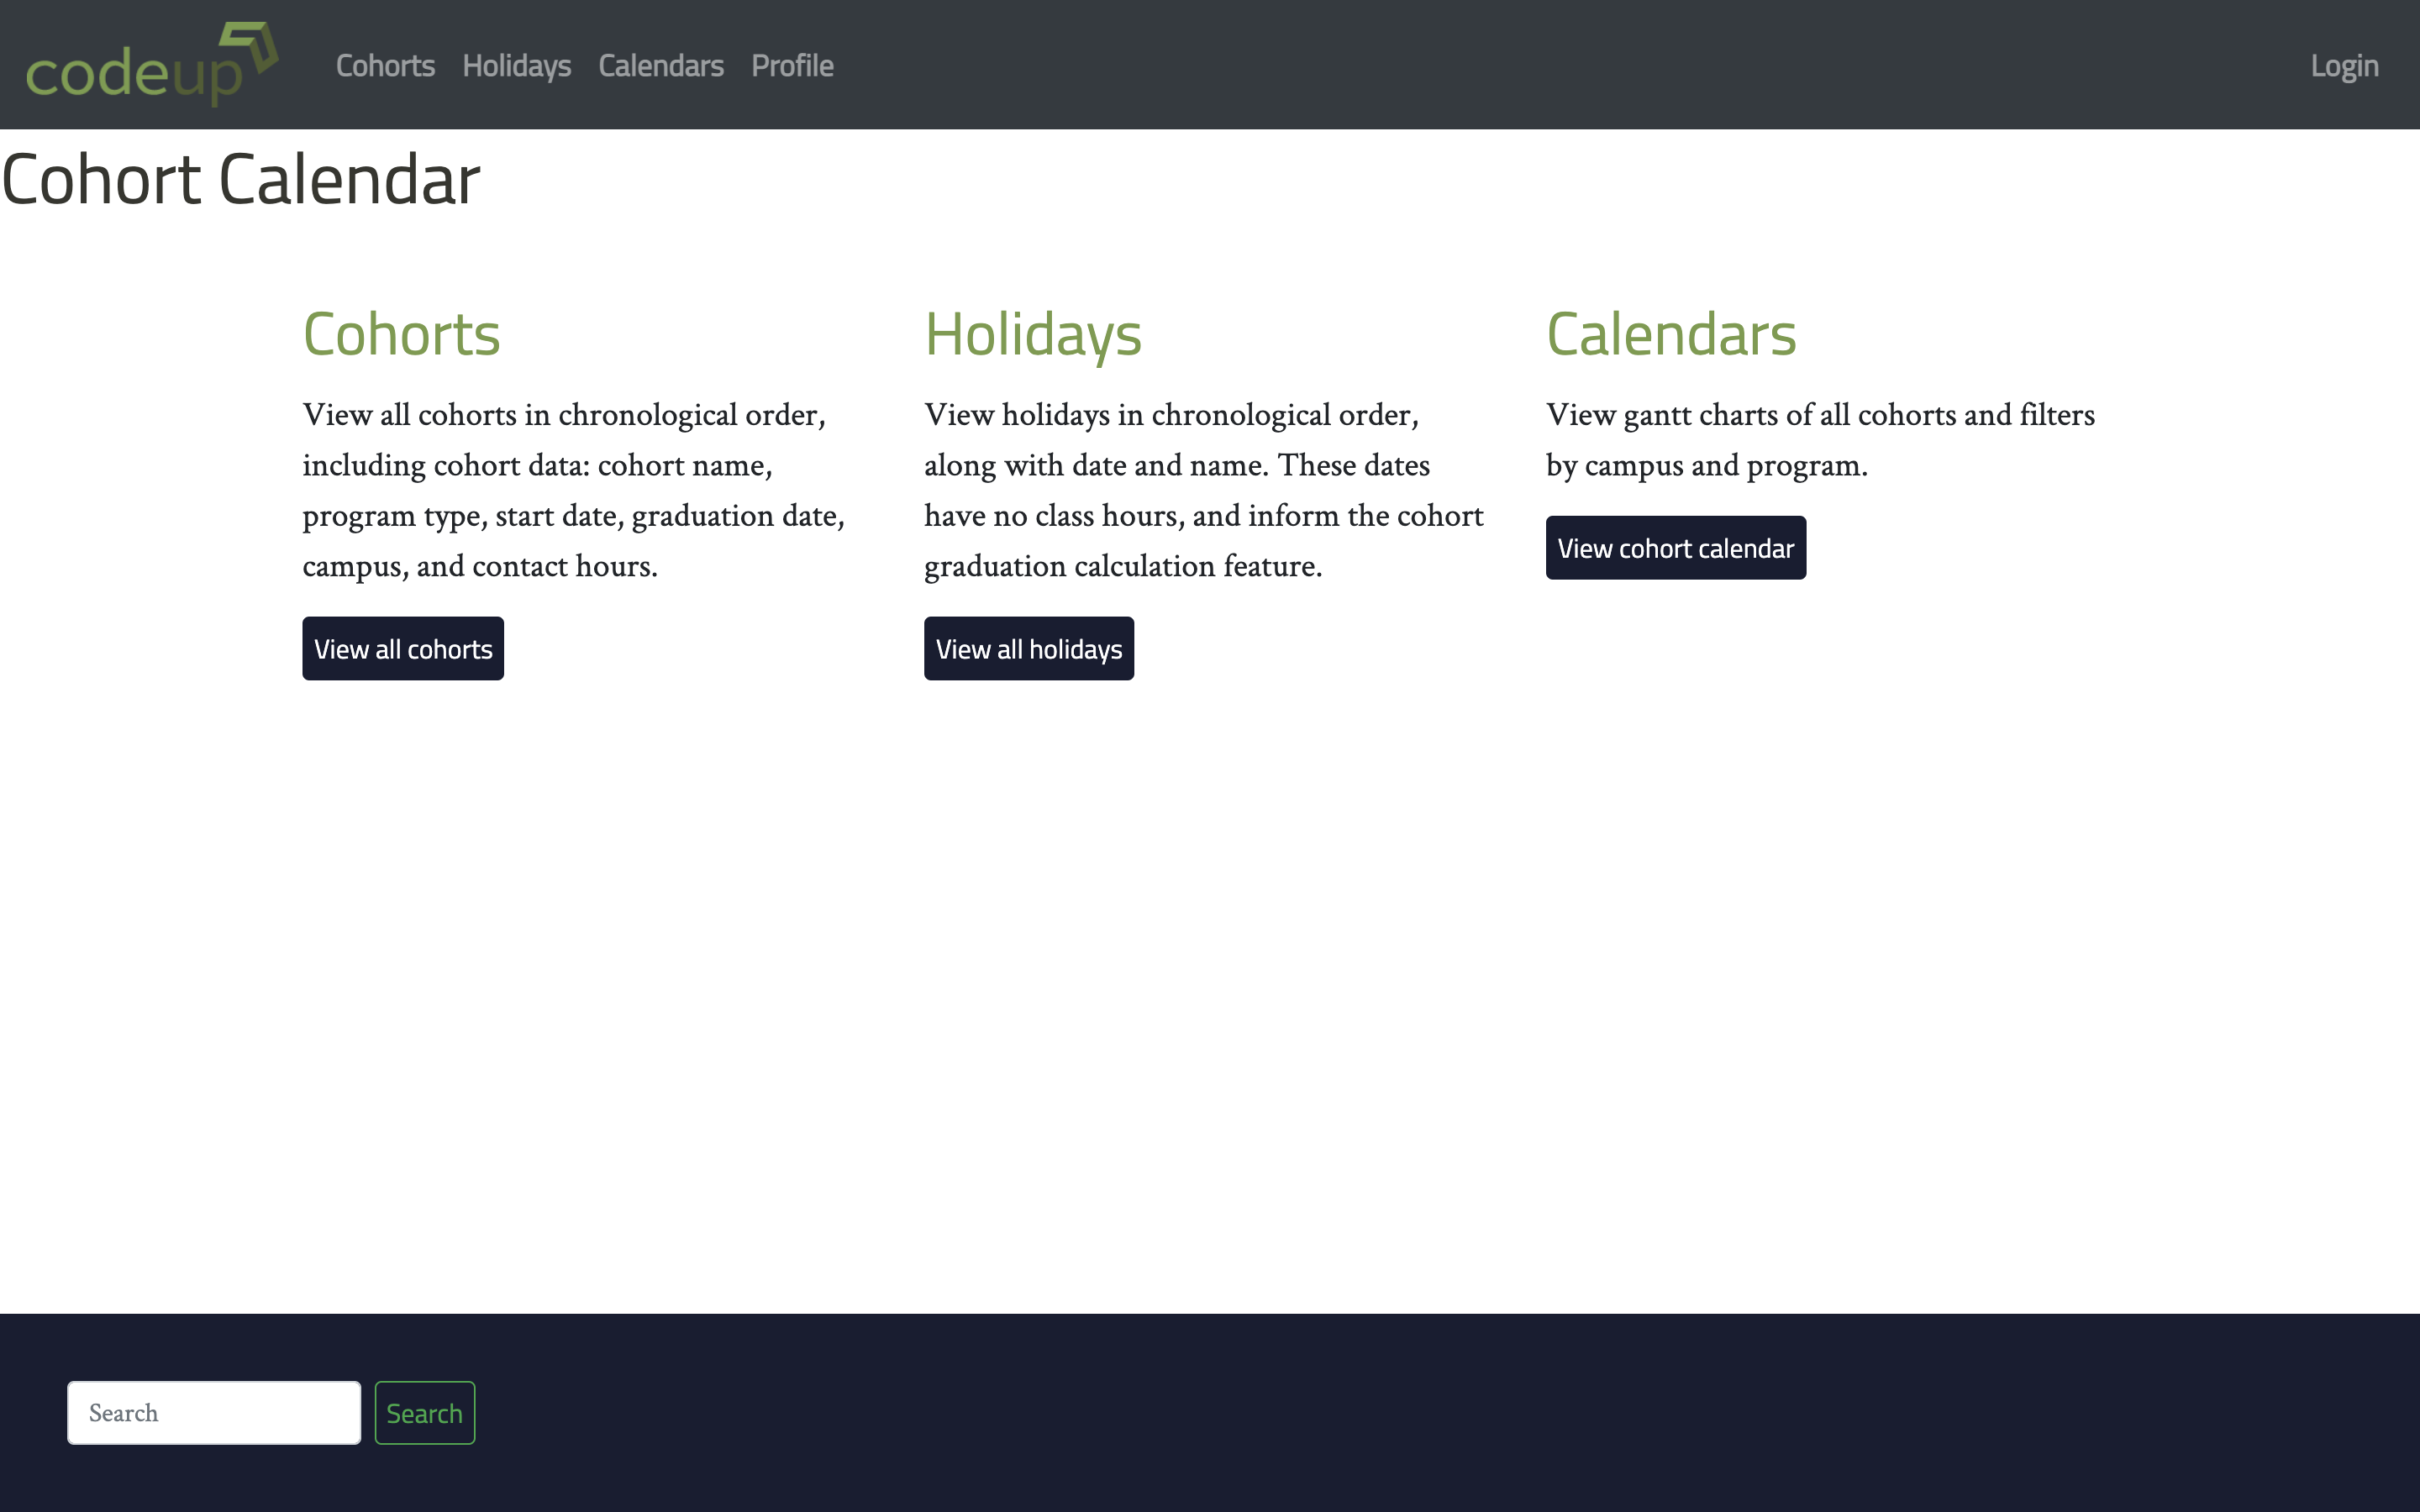 codeup
Cohorts Holidays Calendars Profile
Login
Cohort Calendar
Cohorts
View all cohorts in chronological order,
including cohort data: cohort name,
program type, start date, graduation date,
campus, and contact hours.
View all cohorts
Holidays
View holidays in chronological order,
along with date and name. These dates
have no class hours, and inform the cohort
graduation calculation feature.
View all holidays
Calendars
View gantt charts of all cohorts and filters
by campus and program.
View cohort calendar
Search
Search